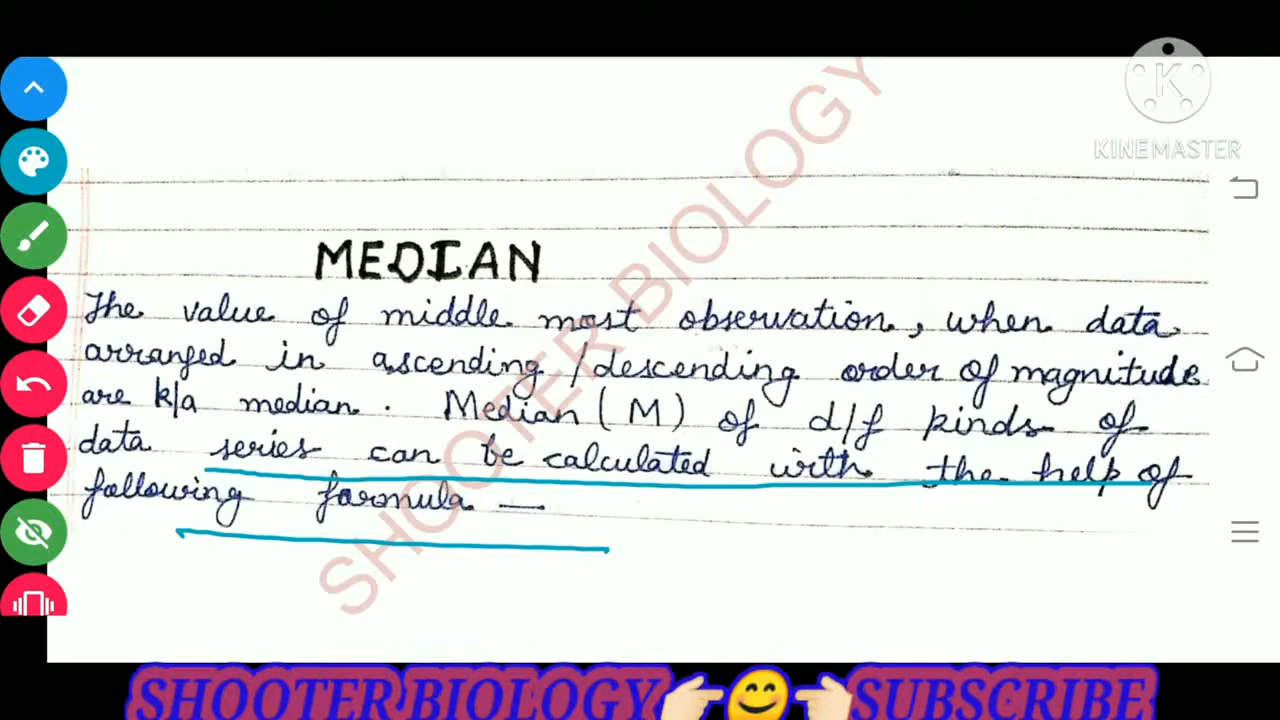 KINEMASTER
MEDIAN
The value of middle most observation, when data
arranged in ascending/descending order of magnitude
are k/a median. Median (M) of d/f kinds of
data series can be calculated with the help of
following formula —
SHOOTER BIOLOGY
SHOOTER BIOLOGY👉😊👈SUBSCRIBE